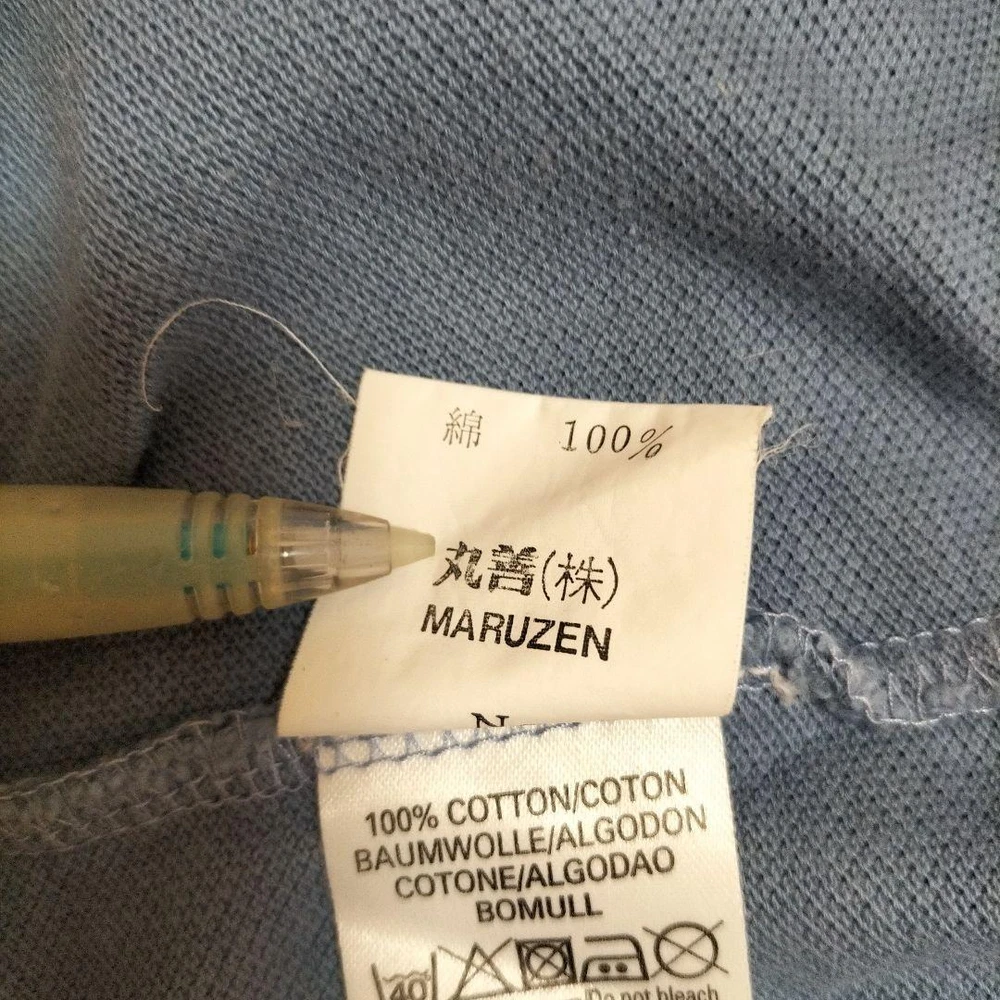 綿 100%
丸善(株)
MARUZEN
N
100% COTTON/COTON
BAUMWOLLE/ALGODON
COTONE/ALGODAO
BOMULL
40
Do not bleach